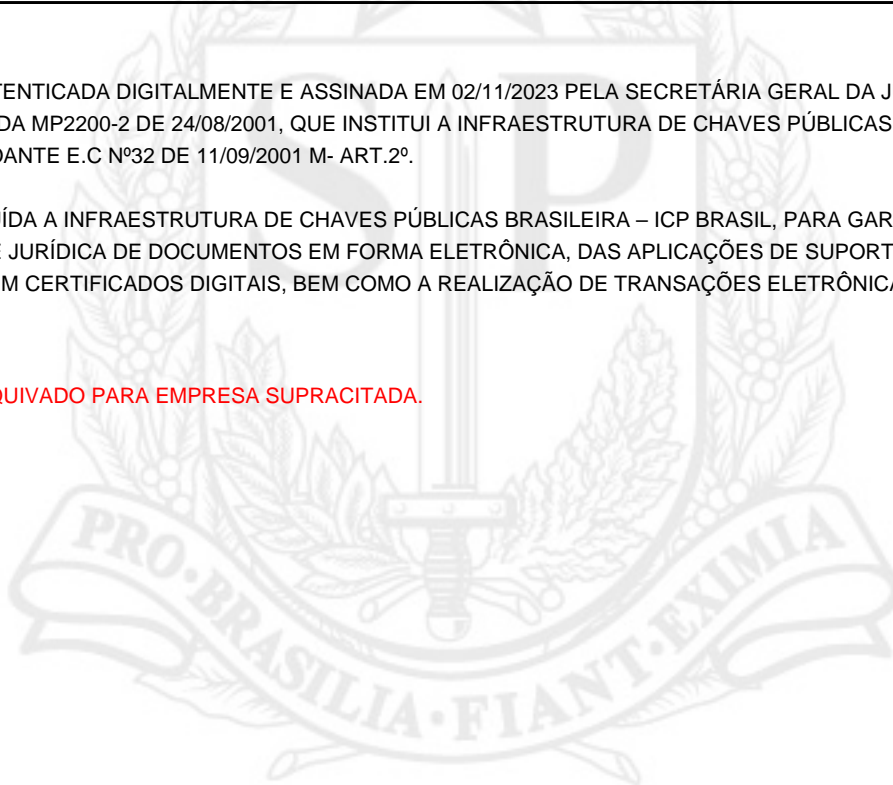 TENTICADA DIGITALMENTE E ASSINADA EM 02/11/2023 PELA SECRETÁRIA GERAL DA J
DA MP2200-2 DE 24/08/2001, QUE INSTITUI A INFRAESTRUTURA DE CHAVES PÚBLICAS
DANTE E.C Nº32 DE 11/09/2001 M- ART.2º.
ÍDA A INFRAESTRUTURA DE CHAVES PÚBLICAS BRASILEIRA – ICP BRASIL, PARA GAR
E JURÍDICA DE DOCUMENTOS EM FORMA ELETRÔNICA, DAS APLICAÇÕES DE SUPORT
M CERTIFICADOS DIGITAIS, BEM COMO A REALIZAÇÃO DE TRANSAÇÕES ELETRÔNICA
QUIVADO PARA EMPRESA SUPRACITADA.
SP
PRO·BRASILIA·FIANT·EXIMIA